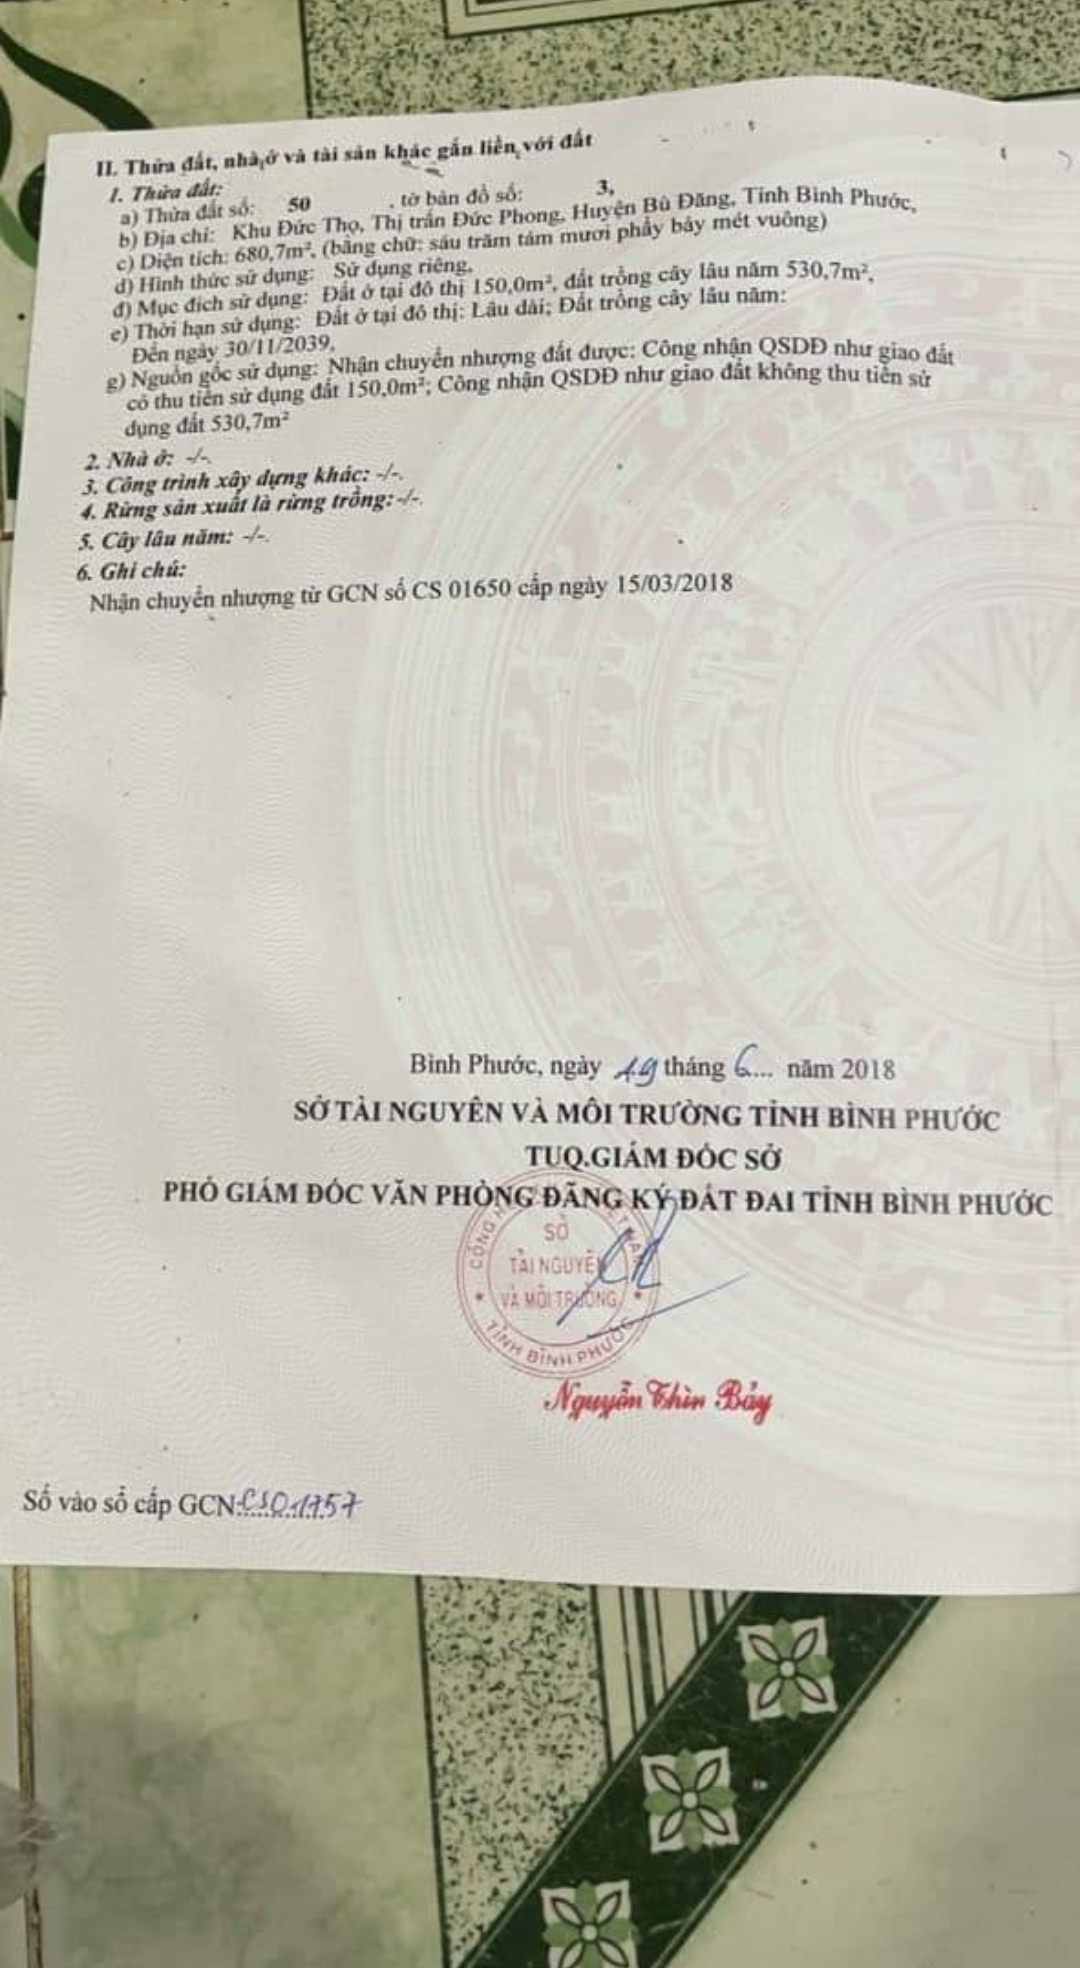 II. Thửa đất, nhà ở và tài sản khác gắn liền với đất
1. Thửa đất:
a) Thửa đất số: 50 , tờ bản đồ số: 3,
b) Địa chỉ: Khu Đức Thọ, Thị trấn Đức Phong, Huyện Bù Đăng, Tỉnh Bình Phước,
c) Diện tích: 680,7m², (bằng chữ: sáu trăm tám mươi phẩy bảy mét vuông)
d) Hình thức sử dụng: Sử dụng riêng,
đ) Mục đích sử dụng: Đất ở tại đô thị 150,0m², đất trồng cây lâu năm 530,7m²,
e) Thời hạn sử dụng: Đất ở tại đô thị: Lâu dài; Đất trồng cây lâu năm:
Đến ngày 30/11/2039,
g) Nguồn gốc sử dụng: Nhận chuyển nhượng đất được: Công nhận QSDĐ như giao đất
có thu tiền sử dụng đất 150,0m²; Công nhận QSDĐ như giao đất không thu tiền sử
dụng đất 530,7m²
2. Nhà ở: -/-.
3. Công trình xây dựng khác: -/-.
4. Rừng sản xuất là rừng trồng: -/-.
5. Cây lâu năm: -/-.
6. Ghi chú:
Nhận chuyển nhượng từ GCN số CS 01650 cấp ngày 15/03/2018
Bình Phước, ngày 19 tháng 6... năm 2018
SỞ TÀI NGUYÊN VÀ MÔI TRƯỜNG TỈNH BÌNH PHƯỚC
TUQ.GIÁM ĐỐC SỞ
PHÓ GIÁM ĐỐC VĂN PHÒNG ĐĂNG KÝ ĐẤT ĐAI TỈNH BÌNH PHƯỚC
SỞ
TÀI NGUYÊN
VÀ MÔI TRƯỜNG
TỈNH BÌNH PHƯỚC
Nguyễn Thìn Bảy
Số vào sổ cấp GCN: CS01757